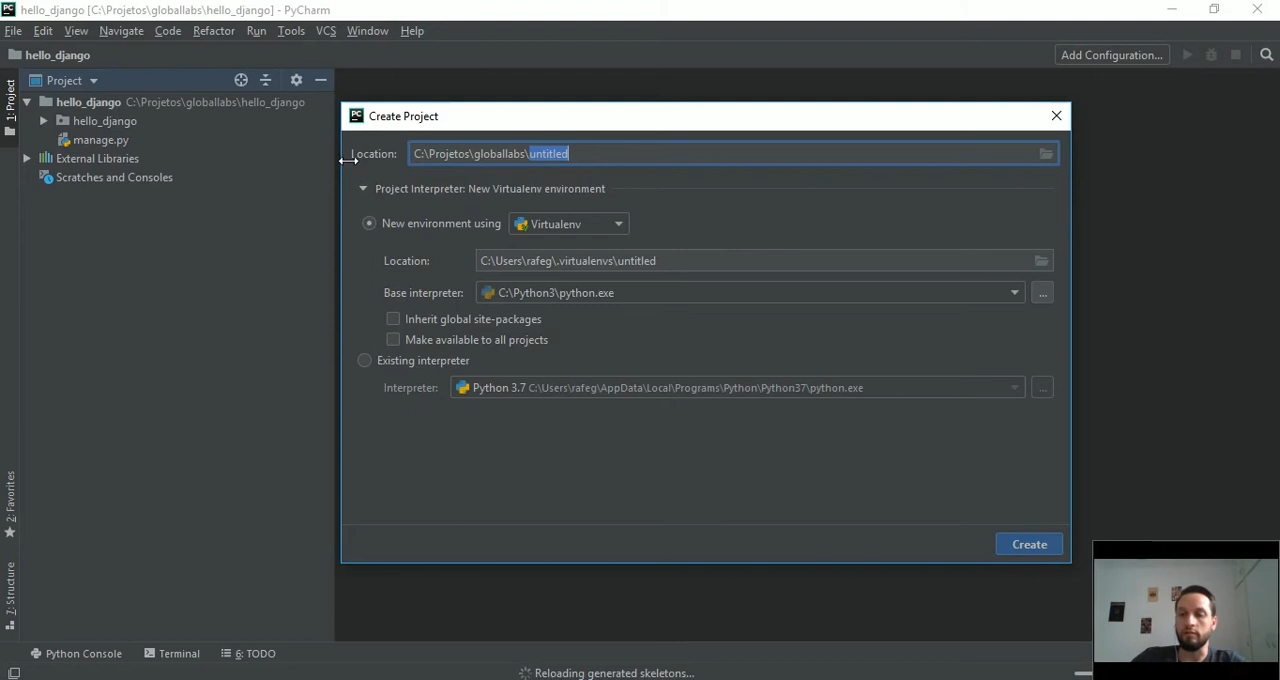 hello_django [C:\Projetos\globallabs\hello_django] - PyCharm
File Edit View Navigate Code Refactor Run Tools VCS Window Help
hello_django
Add Configuration...
1: Project
Project
hello_django C:\Projetos\globallabs\hello_django
hello_django
manage.py
External Libraries
Scratches and Consoles
PC Create Project
Location: C:\Projetos\globallabs\untitled
Project Interpreter: New Virtualenv environment
New environment using Virtualenv
Location: C:\Users\rafeg\.virtualenvs\untitled
Base interpreter: C:\Python3\python.exe
...
Inherit global site-packages
Make available to all projects
Existing interpreter
Interpreter: Python 3.7 C:\Users\rafeg\AppData\Local\Programs\Python\Python37\python.exe
...
Create
2: Favorites
7: Structure
Python Console Terminal 6: TODO
Reloading generated skeletons...